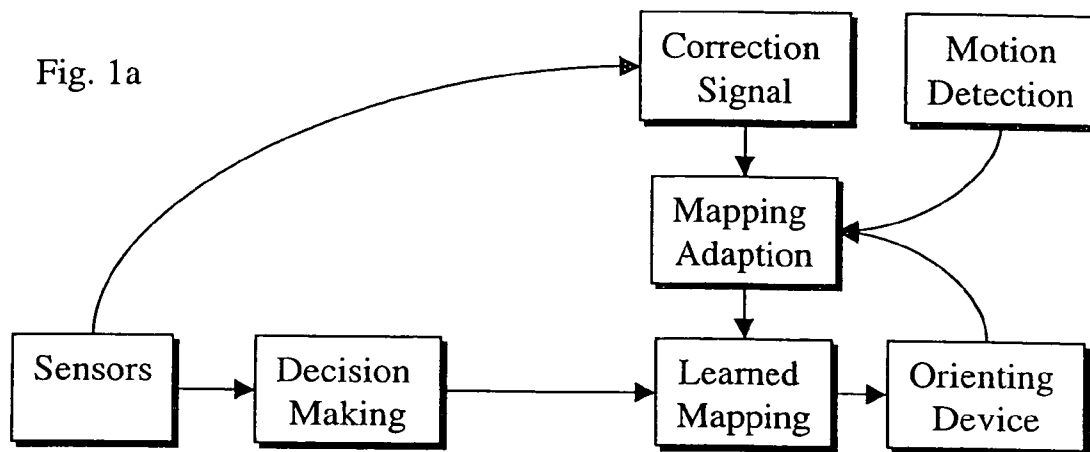 Fig. 1a
Correction
Signal
Motion
Detection
Mapping
Adaption
Sensors
Decision
Making
Learned
Mapping
Orienting
Device